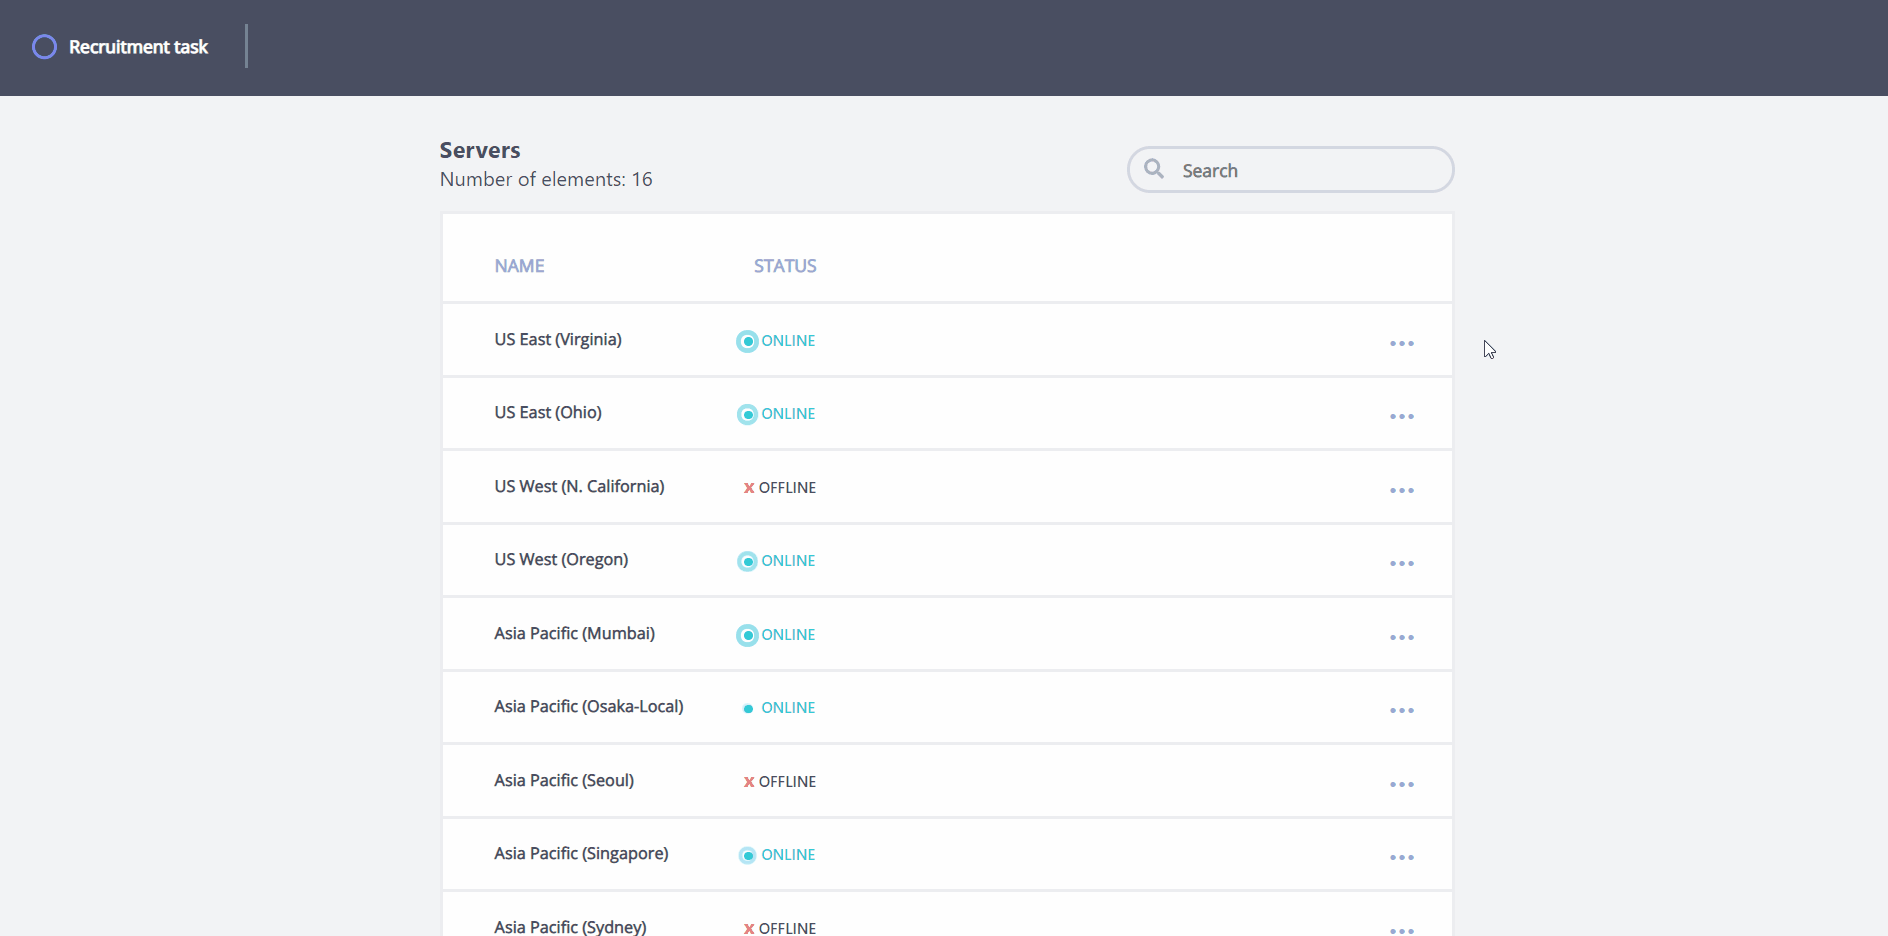 Recruitment task
Servers
Number of elements: 16
Search
NAME STATUS
US East (Virginia) ONLINE
US East (Ohio) ONLINE
US West (N. California) x OFFLINE
US West (Oregon) ONLINE
Asia Pacific (Mumbai) ONLINE
Asia Pacific (Osaka-Local) ONLINE
Asia Pacific (Seoul) x OFFLINE
Asia Pacific (Singapore) ONLINE
Asia Pacific (Sydney) x OFFLINE